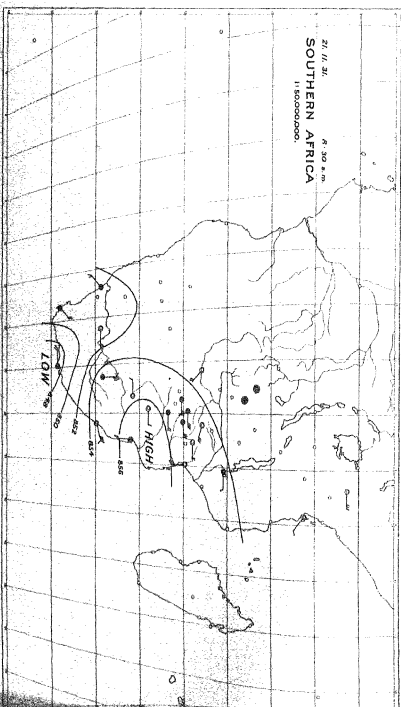 21. 11. 31. 8·30 a.m.
SOUTHERN AFRICA
1:50,000,000.
HIGH
LOW
850
852
854
856